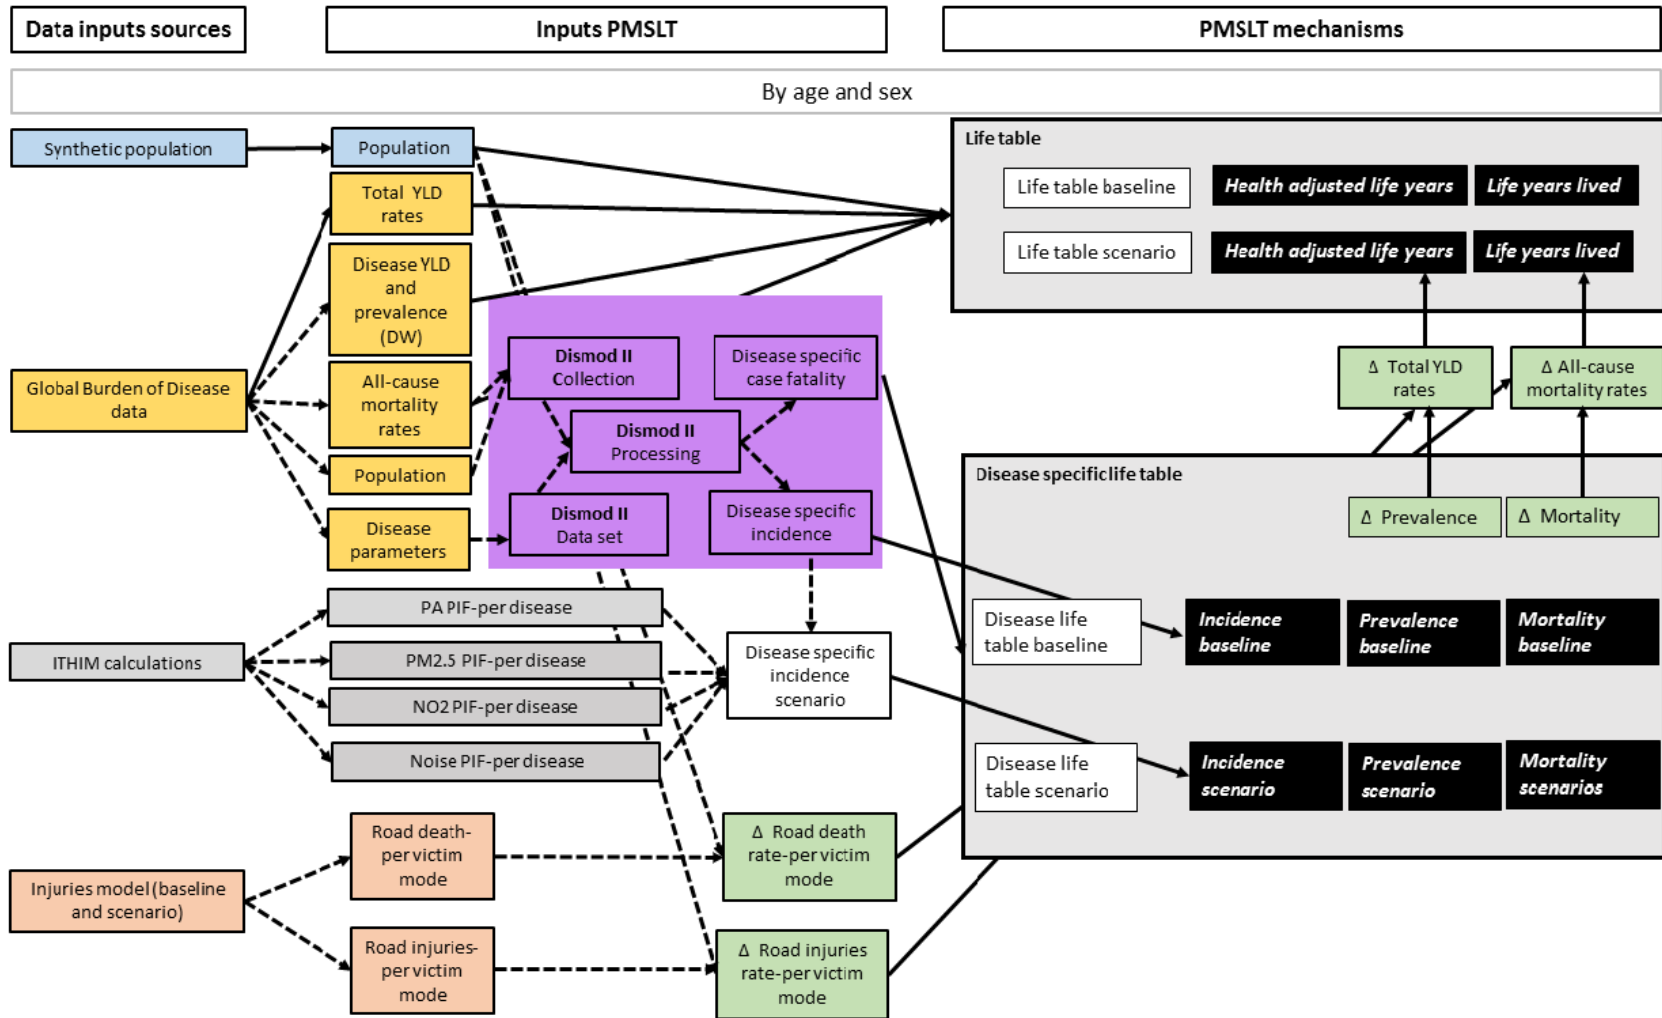 Data inputs sources
Inputs PMSLT
PMSLT mechanisms
By age and sex
Synthetic population
Population
Total YLD
rates
Disease YLD
and
prevalence
(DW)
Global Burden of Disease
data
All-cause
mortality
rates
Population
Disease
parameters
Dismod II
Collection
Dismod II
Processing
Dismod II
Data set
Disease specific
case fatality
Disease specific
incidence
ITHIM calculations
PA PIF-per disease
PM2.5 PIF-per disease
NO2 PIF-per disease
Noise PIF-per disease
Disease specific
incidence
scenario
Injuries model (baseline
and scenario)
Road death-
per victim
mode
Road injuries-
per victim
mode
Δ Road death
rate-per victim
mode
Δ Road injuries
rate-per victim
mode
Life table
Life table baseline
Health adjusted life years
Life years lived
Life table scenario
Health adjusted life years
Life years lived
Δ Total YLD
rates
Δ All-cause
mortality rates
Disease specific life table
Δ Prevalence
Δ Mortality
Disease life
table baseline
Incidence
baseline
Prevalence
baseline
Mortality
baseline
Disease life
table scenario
Incidence
scenario
Prevalence
scenario
Mortality
scenarios